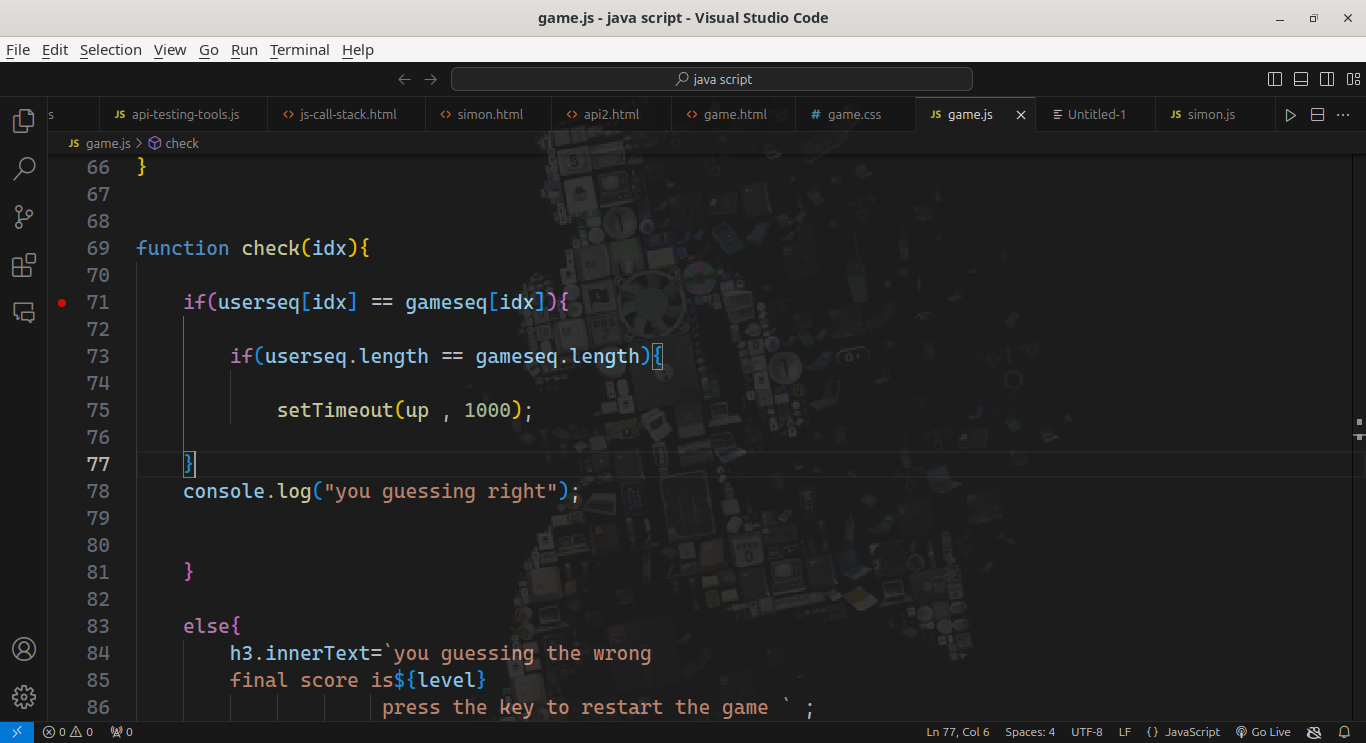 game.js - java script - Visual Studio Code
File Edit Selection View Go Run Terminal Help
java script
s api-testing-tools.js js-call-stack.html simon.html api2.html game.html game.css game.js Untitled-1 simon.js
JS game.js > check
66 }
67
68
69 function check(idx){
70
71 if(userseq[idx] == gameseq[idx]){
72
73 if(userseq.length == gameseq.length){
74
75 setTimeout(up , 1000);
76
77 }
78 console.log("you guessing right");
79
80
81 }
82
83 else{
84 h3.innerText=`you guessing the wrong
85 final score is${level}
86 press the key to restart the game ` ;
0 0 0 Ln 77, Col 6 Spaces: 4 UTF-8 LF {} JavaScript Go Live